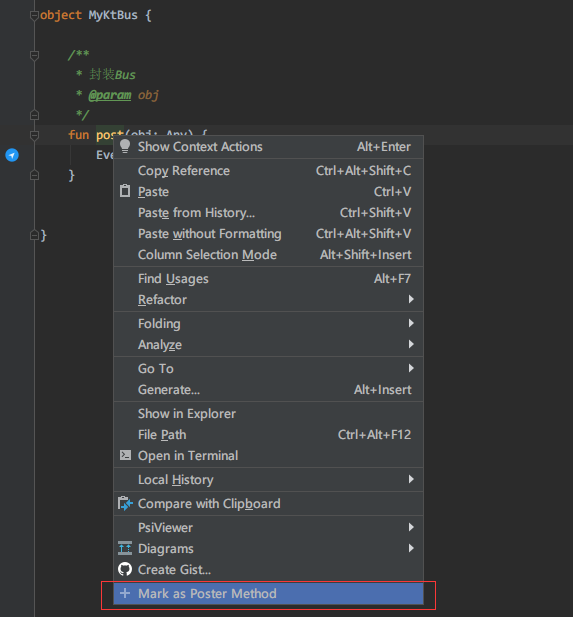 object MyKtBus {
/**
* 封装Bus
* @param obj
*/
fun post(obj: Any) {
Eve
}
}
Show Context Actions Alt+Enter
Copy Reference Ctrl+Alt+Shift+C
Paste Ctrl+V
Paste from History... Ctrl+Shift+V
Paste without Formatting Ctrl+Alt+Shift+V
Column Selection Mode Alt+Shift+Insert
Find Usages Alt+F7
Refactor
Folding
Analyze
Go To
Generate... Alt+Insert
Show in Explorer
File Path Ctrl+Alt+F12
Open in Terminal
Local History
Compare with Clipboard
PsiViewer
Diagrams
Create Gist...
Mark as Poster Method